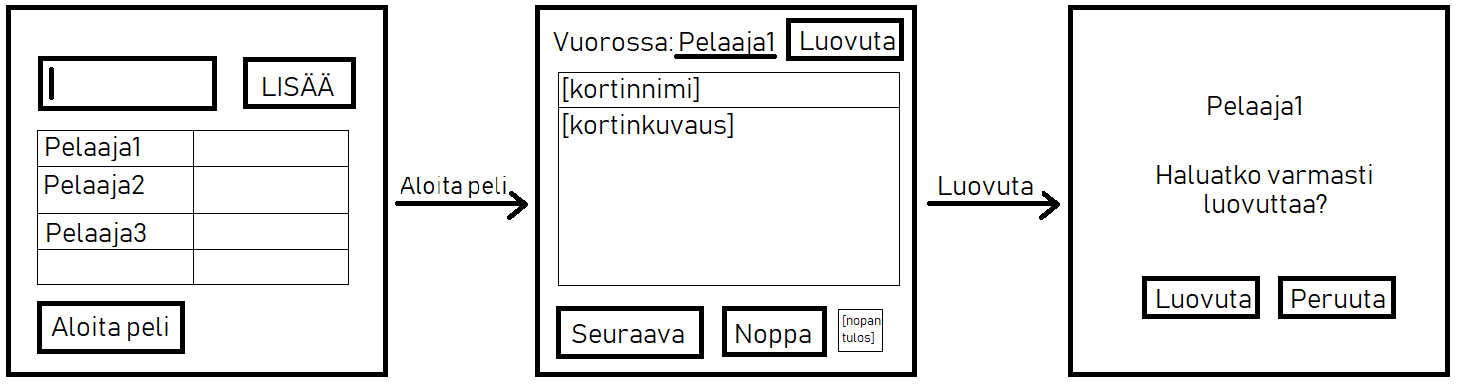 LISÄÄ
Pelaaja1
Pelaaja2
Pelaaja3
Aloita peli
Aloita peli
Vuorossa: Pelaaja1
Luovuta
[kortinnimi]
[kortinkuvaus]
Seuraava
Noppa
[nopan
tulos]
Luovuta
Pelaaja1
Haluatko varmasti
luovuttaa?
Luovuta
Peruuta